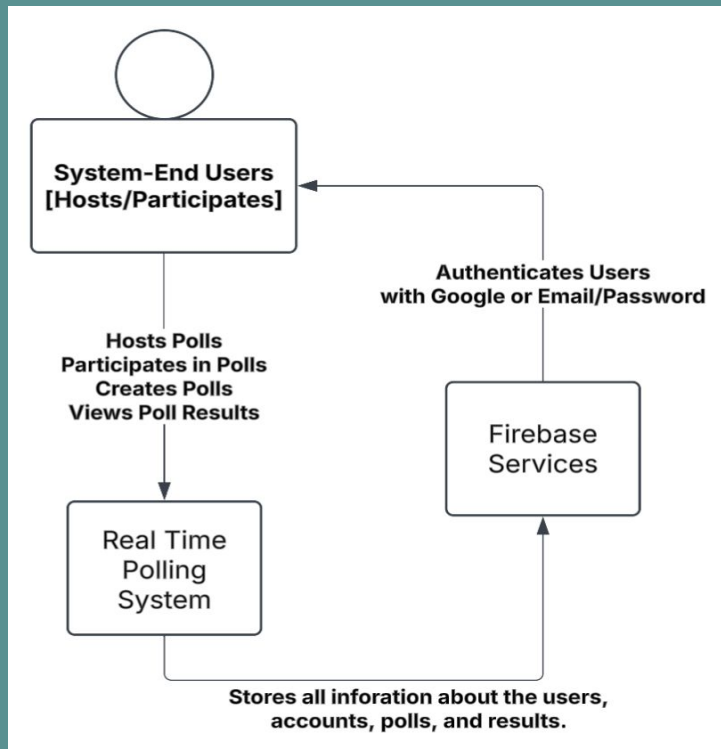 System-End Users
[Hosts/Participates]
Authenticates Users
with Google or Email/Password
Hosts Polls
Participates in Polls
Creates Polls
Views Poll Results
Firebase
Services
Real Time
Polling
System
Stores all inforation about the users,
accounts, polls, and results.